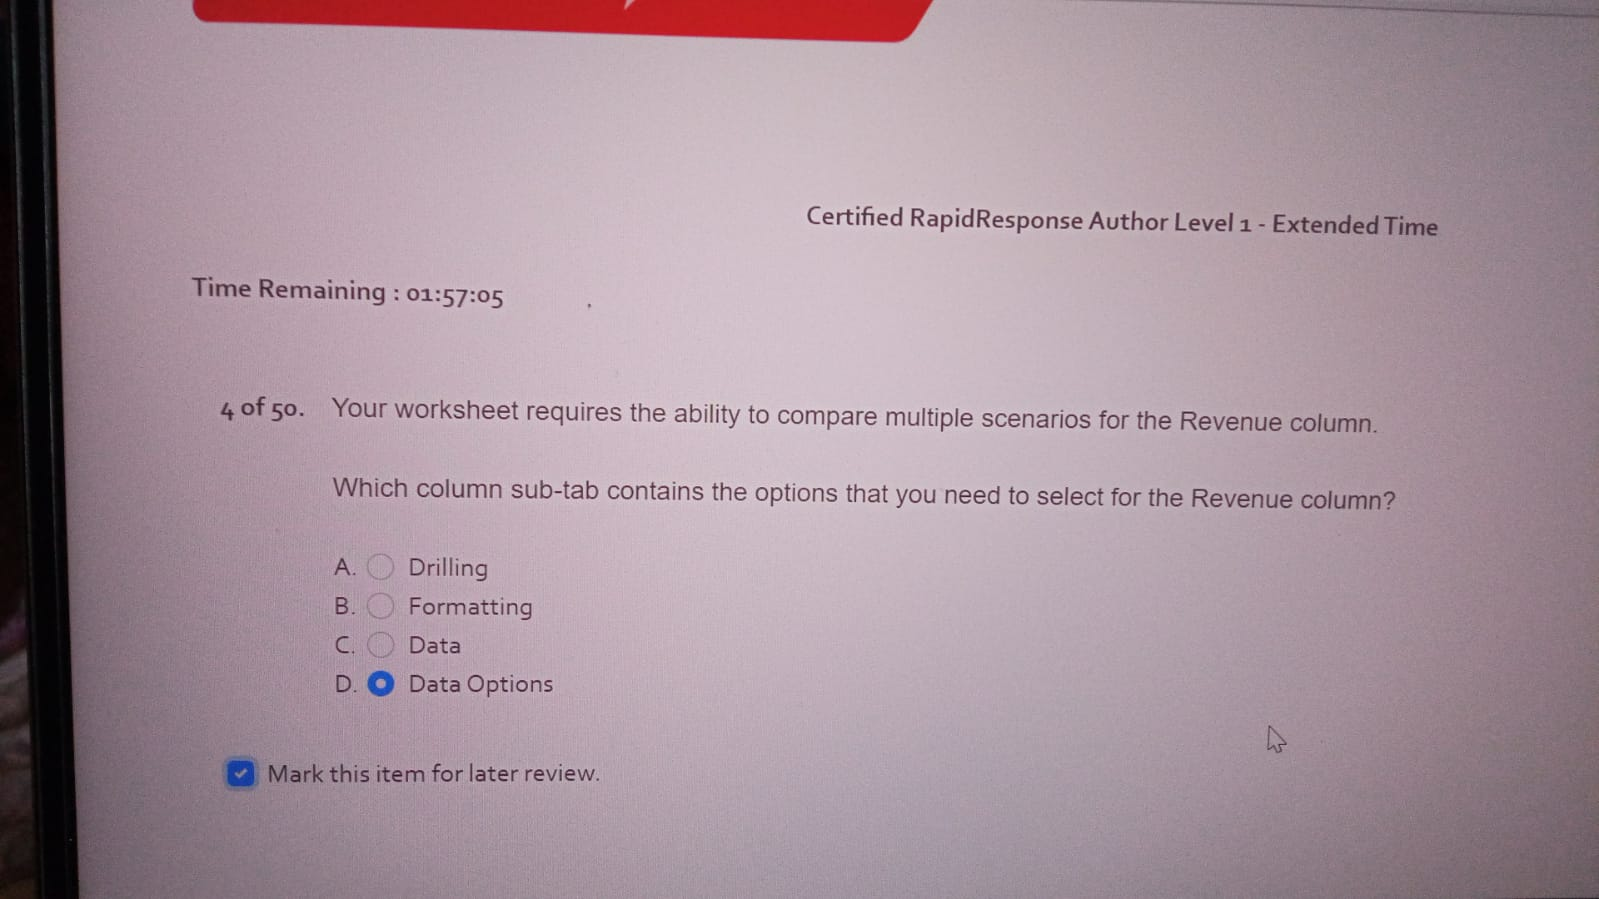 Certified RapidResponse Author Level 1 - Extended Time
Time Remaining : 01:57:05
4 of 50. Your worksheet requires the ability to compare multiple scenarios for the Revenue column.
Which column sub-tab contains the options that you need to select for the Revenue column?
A. Drilling
B. Formatting
C. Data
D. Data Options
Mark this item for later review.